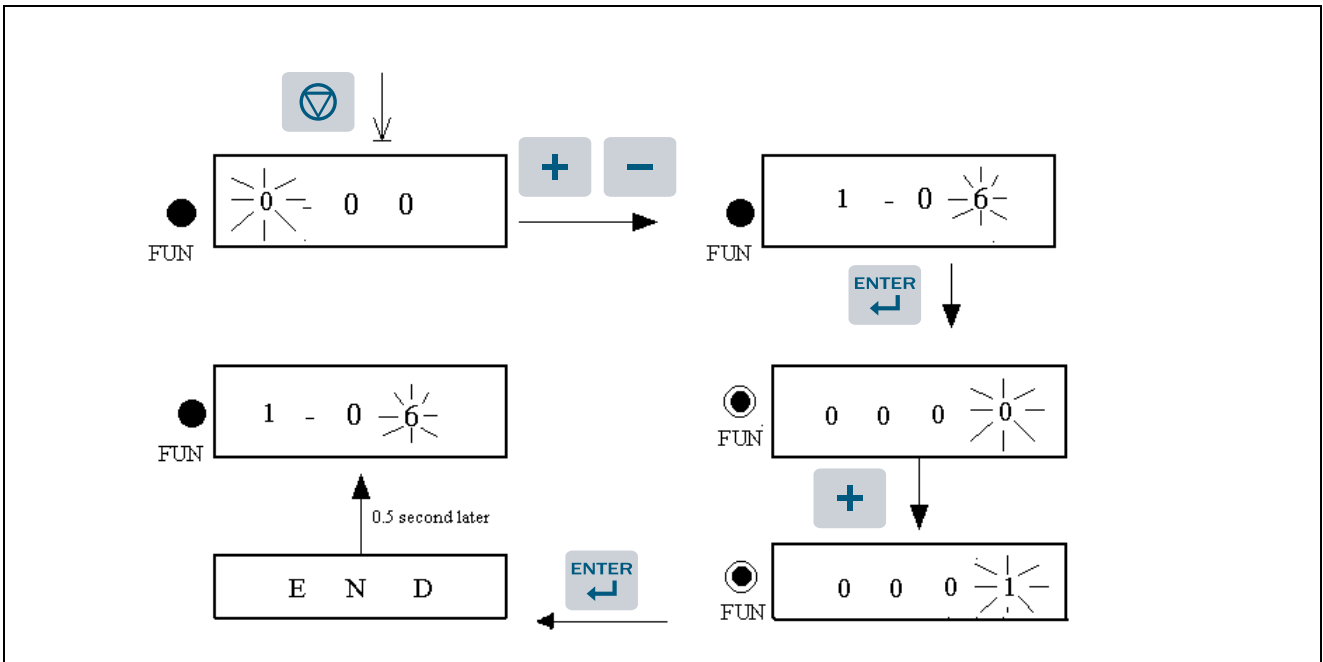 + -
0 - 0 0
FUN
1 - 0 6
FUN
ENTER
1 - 0 6
FUN
0 0 0 0
FUN
+
0.5 second later
E N D
ENTER
0 0 0 1
FUN